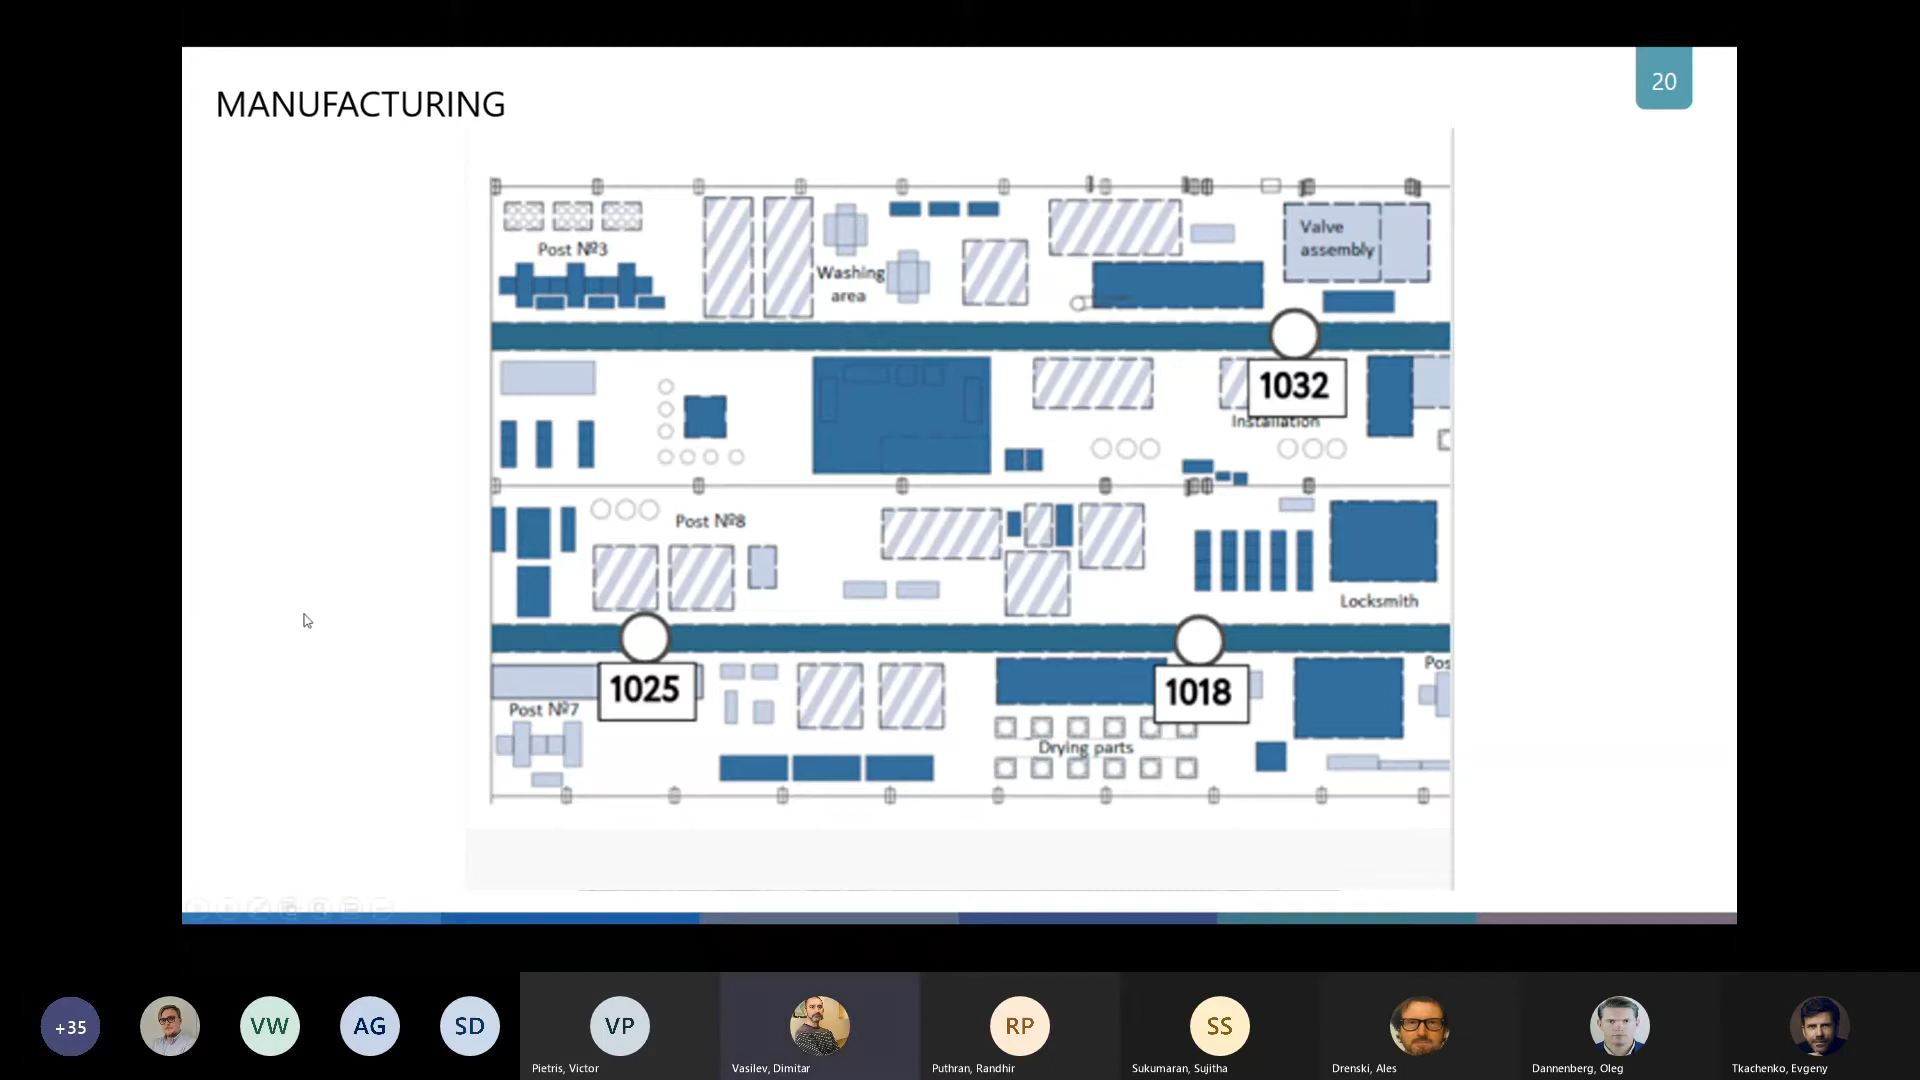 MANUFACTURING
20
Post №3
Washing
area
Valve
assembly
1032
Installation
Post №8
Locksmith
1025
1018
Pos
Post №7
Drying parts
+35
VW
AG
SD
VP
RP
SS
Pietris, Victor
Vasilev, Dimitar
Puthran, Randhir
Sukumaran, Sujitha
Drenski, Ales
Dannenberg, Oleg
Tkachenko, Evgeny